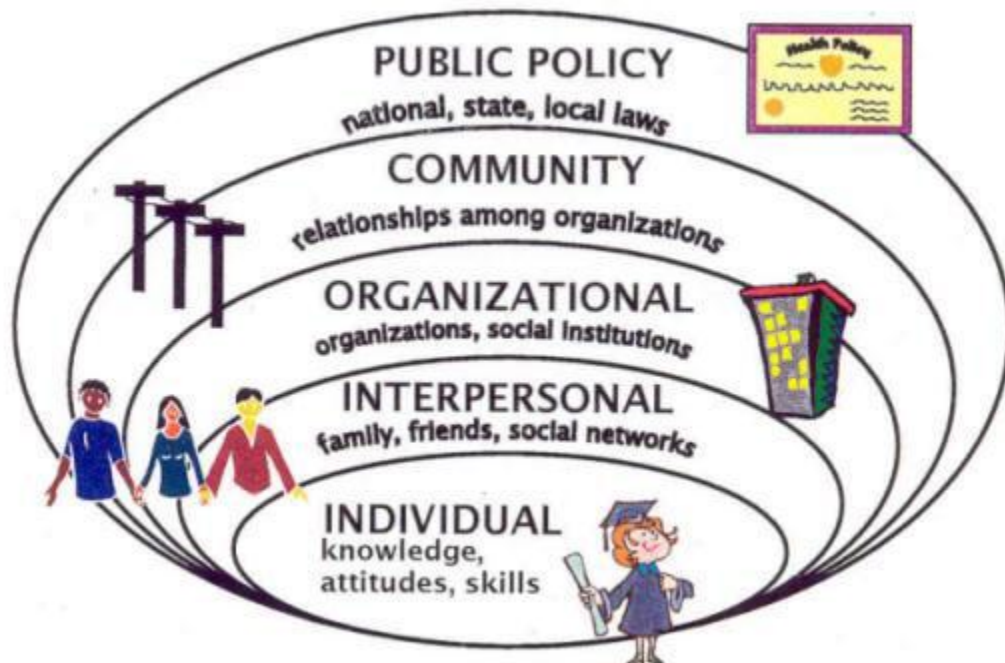 Health Policy
PUBLIC POLICY
national, state, local laws
COMMUNITY
relationships among organizations
ORGANIZATIONAL
organizations, social institutions
INTERPERSONAL
family, friends, social networks
INDIVIDUAL
knowledge,
attitudes, skills